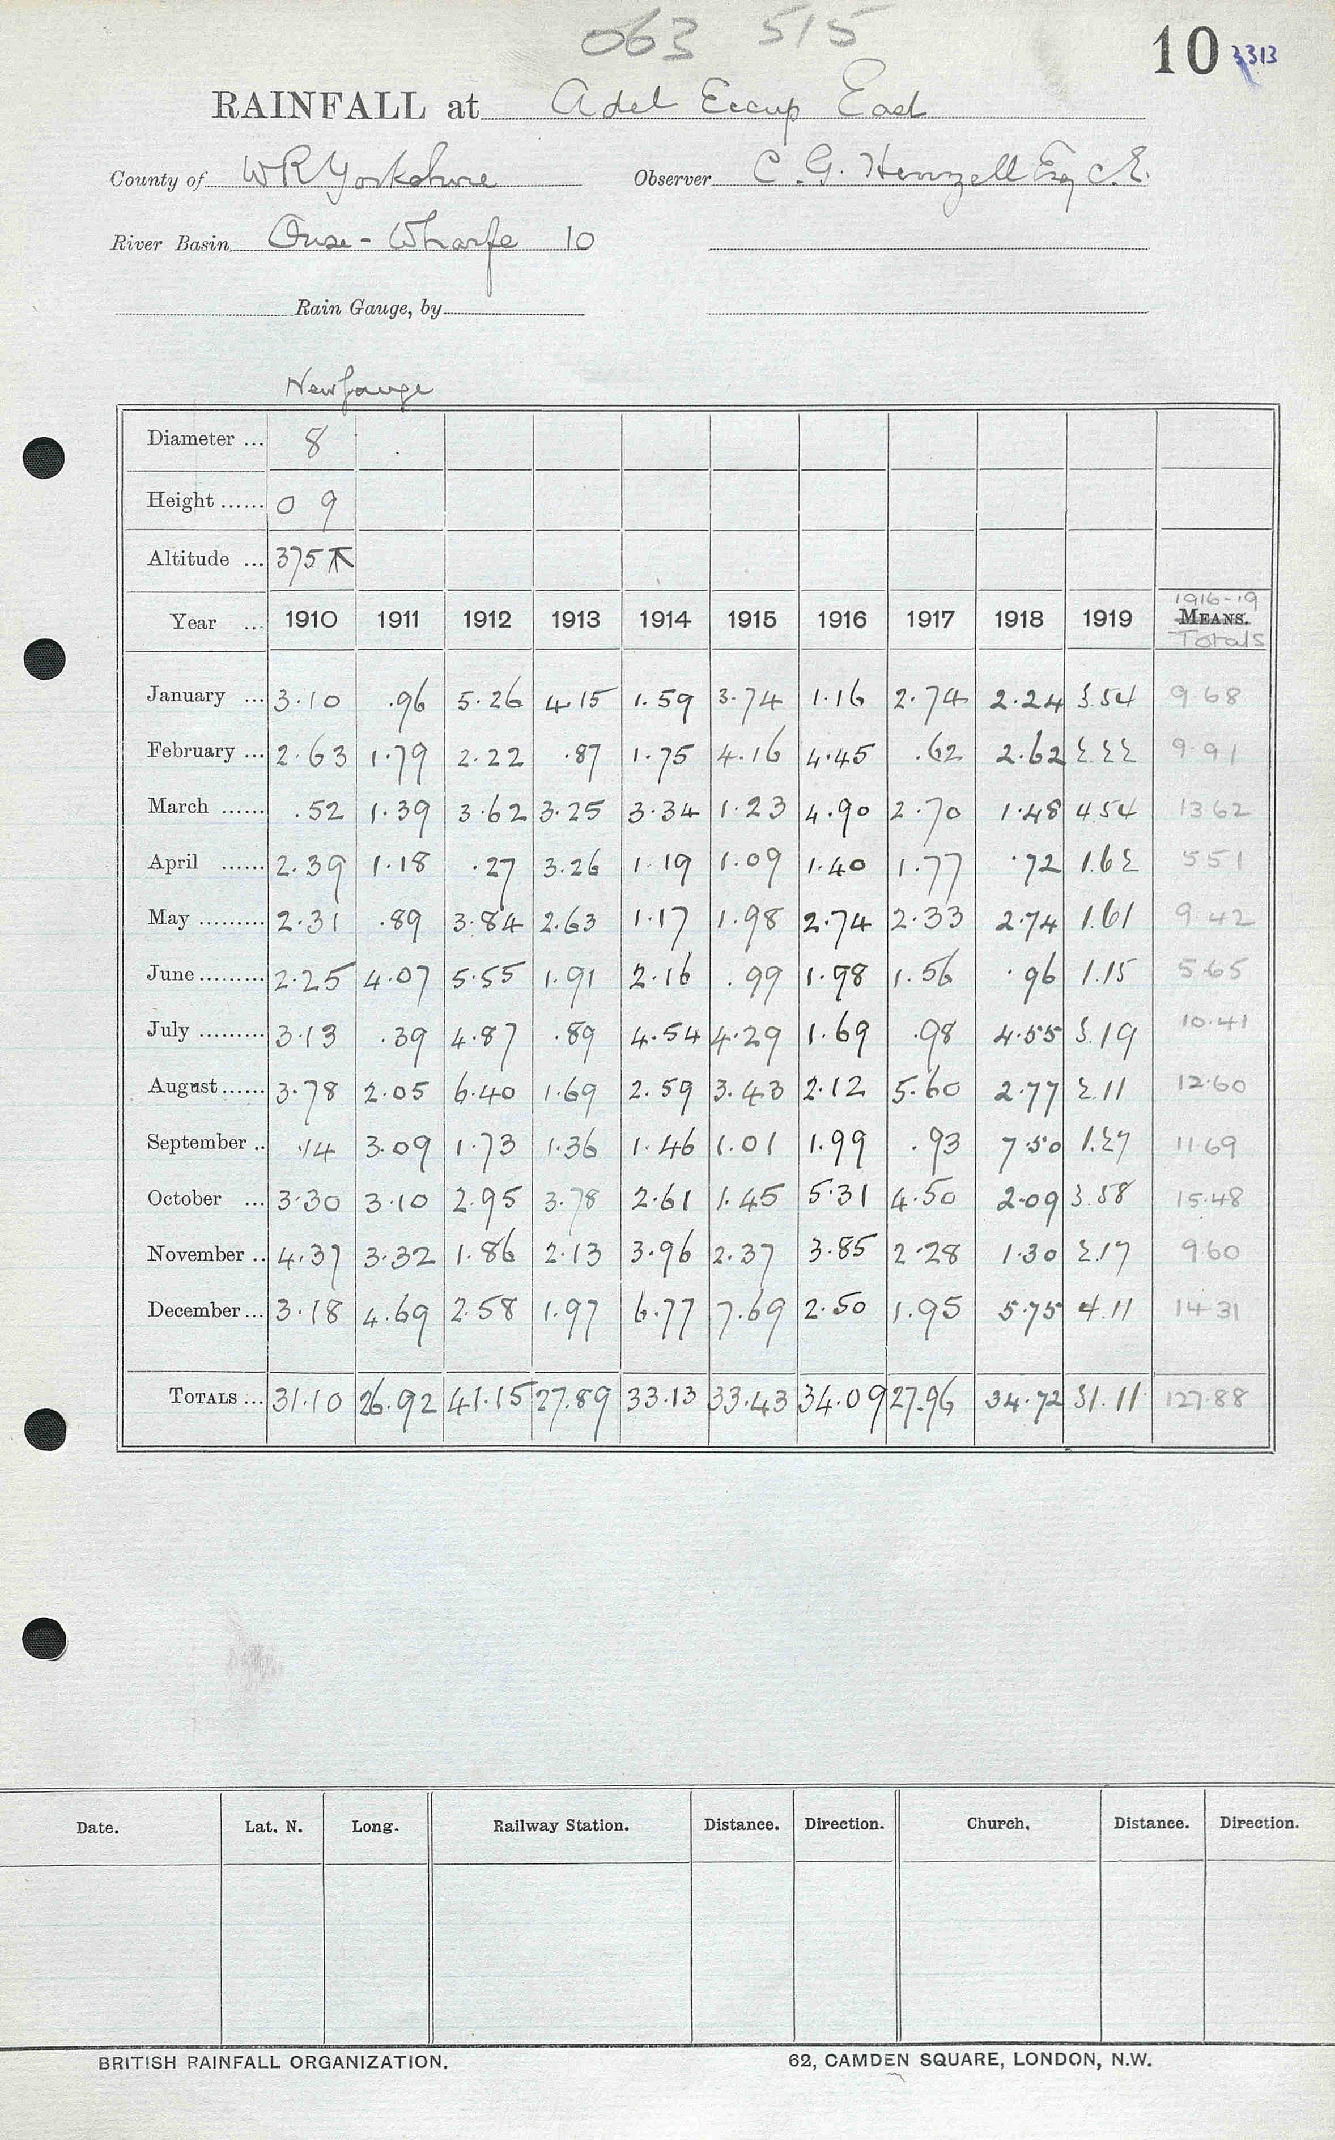 063 515
10 3313
RAINFALL at Adel Eccup East
County of WR Yorkshire Observer C. G. Henzell Esq C.E.
River Basin Ouse - Wharfe 10
Rain Gauge, by
New Gauge
Diameter ... 8
Height ...... 0 9
Altitude ... 375
Year ... 1910 1911 1912 1913 1914 1915 1916 1917 1918 1919 1916-19 MEANS. Totals
January ... 3.10 .96 5.26 4.15 1.59 3.74 1.16 2.74 2.24 3.54 9.68
February ... 2.63 1.79 2.22 .87 1.75 4.16 4.45 .62 2.62 2.22 9.91
March ...... .52 1.39 3.62 3.25 3.34 1.23 4.90 2.70 1.48 4.54 13.62
April ...... 2.39 1.18 .27 3.26 1.19 1.09 1.40 1.77 .72 1.62 5.51
May ......... 2.31 .89 3.84 2.63 1.17 1.98 2.74 2.33 2.74 1.61 9.42
June ......... 2.25 4.07 5.55 1.91 2.16 .99 1.98 1.56 .96 1.15 5.65
July ......... 3.13 .39 4.87 .89 4.54 4.29 1.69 .98 4.55 3.19 10.41
August ...... 3.78 2.05 6.40 1.69 2.59 3.43 2.12 5.60 2.77 2.11 12.60
September .. .14 3.09 1.73 1.36 1.46 1.01 1.99 .93 7.50 1.27 11.69
October ... 3.30 3.10 2.95 3.78 2.61 1.45 5.31 4.50 2.09 3.58 15.48
November .. 4.37 3.32 1.86 2.13 3.96 2.37 3.85 2.28 1.30 2.17 9.60
December ... 3.18 4.69 2.58 1.97 6.77 7.69 2.50 1.95 5.75 4.11 14.31
TOTALS ... 31.10 26.92 41.15 27.89 33.13 33.43 34.09 27.96 34.72 31.11 127.88
Date. Lat. N. Long. Railway Station. Distance. Direction. Church. Distance. Direction.
BRITISH RAINFALL ORGANIZATION. 62, CAMDEN SQUARE, LONDON, N.W.